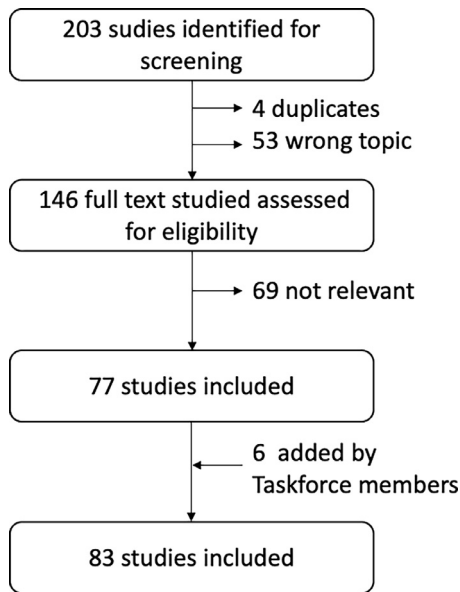 203 sudies identified for
screening
4 duplicates
53 wrong topic
146 full text studied assessed
for eligibility
69 not relevant
77 studies included
6 added by
Taskforce members
83 studies included